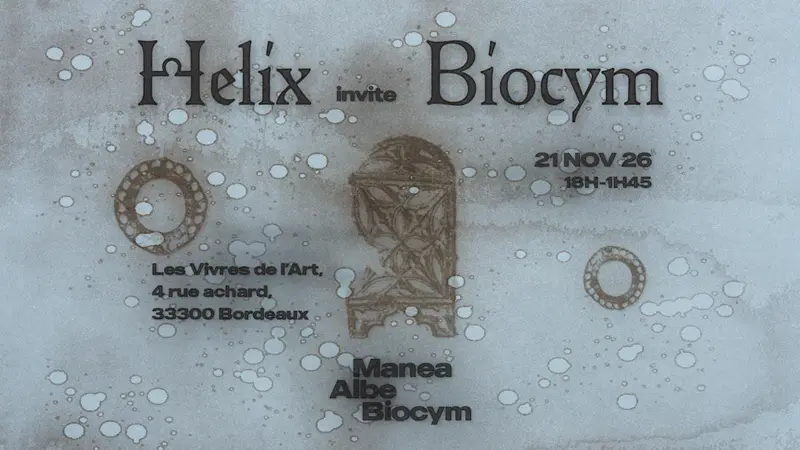 Helix invite Biocym
21 NOV 26
18H-1H45
Les Vivres de l'Art,
4 rue achard,
33300 Bordeaux
Manea
Albe
Biocym